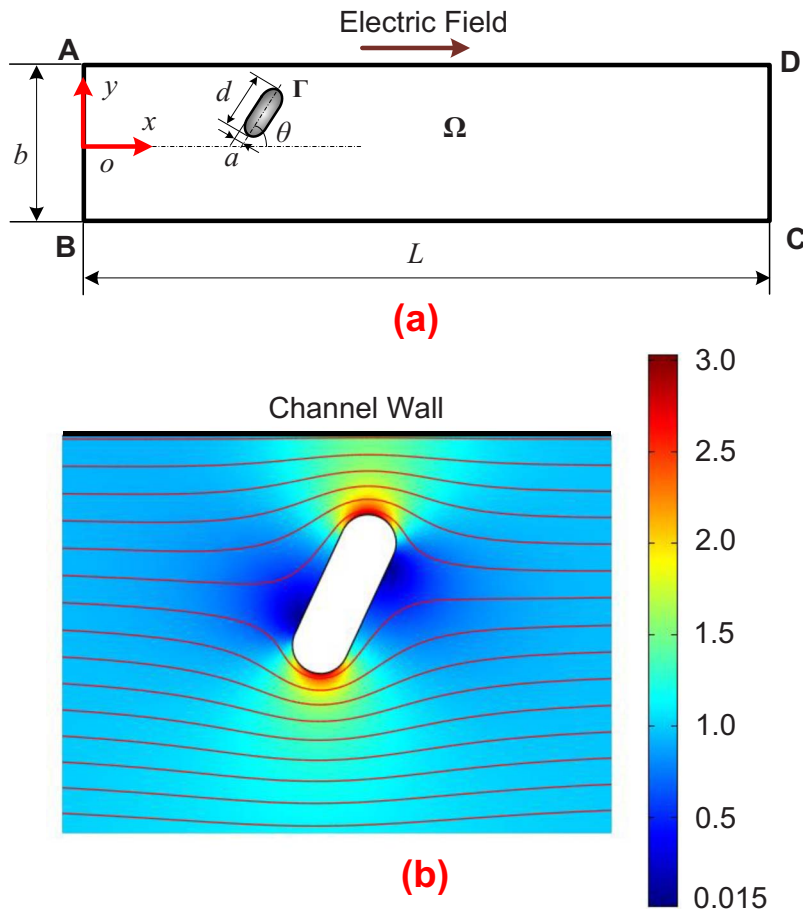 Electric Field
A
D
y
d
Γ
x
θ
Ω
b
o
a
B
C
L
(a)
Channel Wall
3.0
2.5
2.0
1.5
1.0
0.5
0.015
(b)